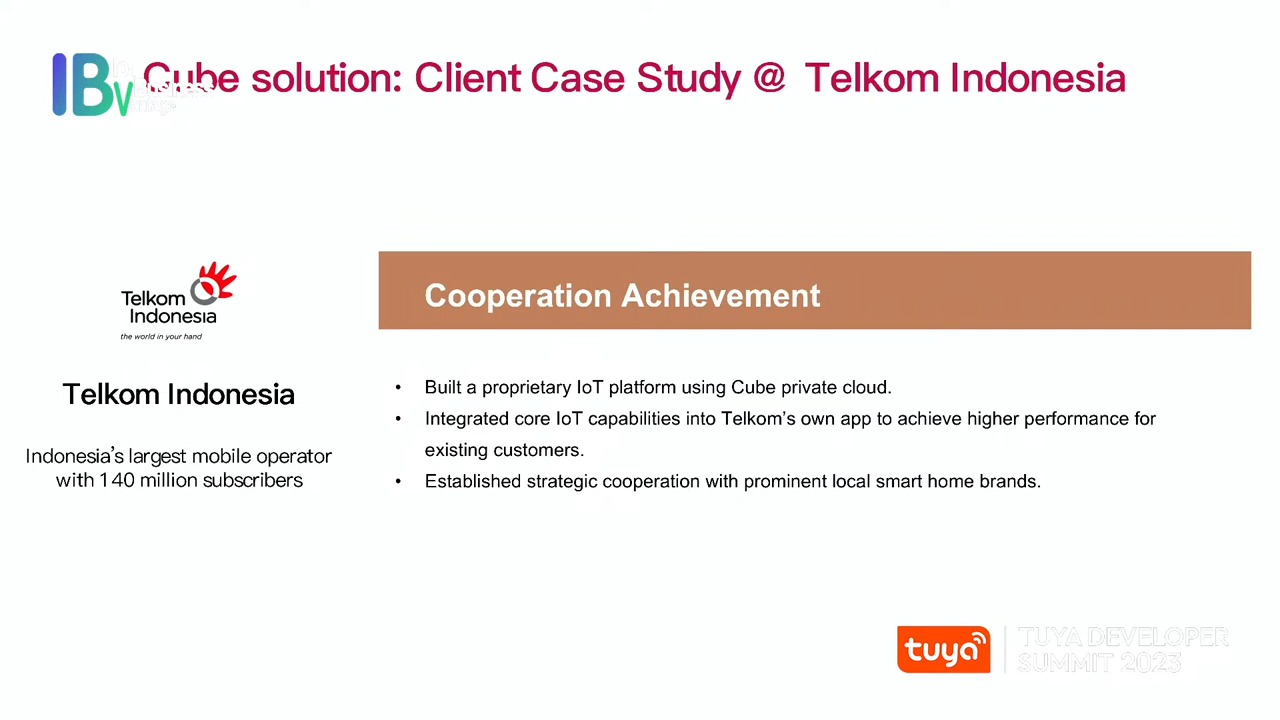 IBv
Cube solution: Client Case Study @ Telkom Indonesia
Telkom
Indonesia
the world in your hand
Cooperation Achievement
Telkom Indonesia
Indonesia's largest mobile operator
with 140 million subscribers
• Built a proprietary IoT platform using Cube private cloud.
• Integrated core IoT capabilities into Telkom's own app to achieve higher performance for
existing customers.
• Established strategic cooperation with prominent local smart home brands.
tuya
TUYA DEVELOPER
SUMMIT 2023